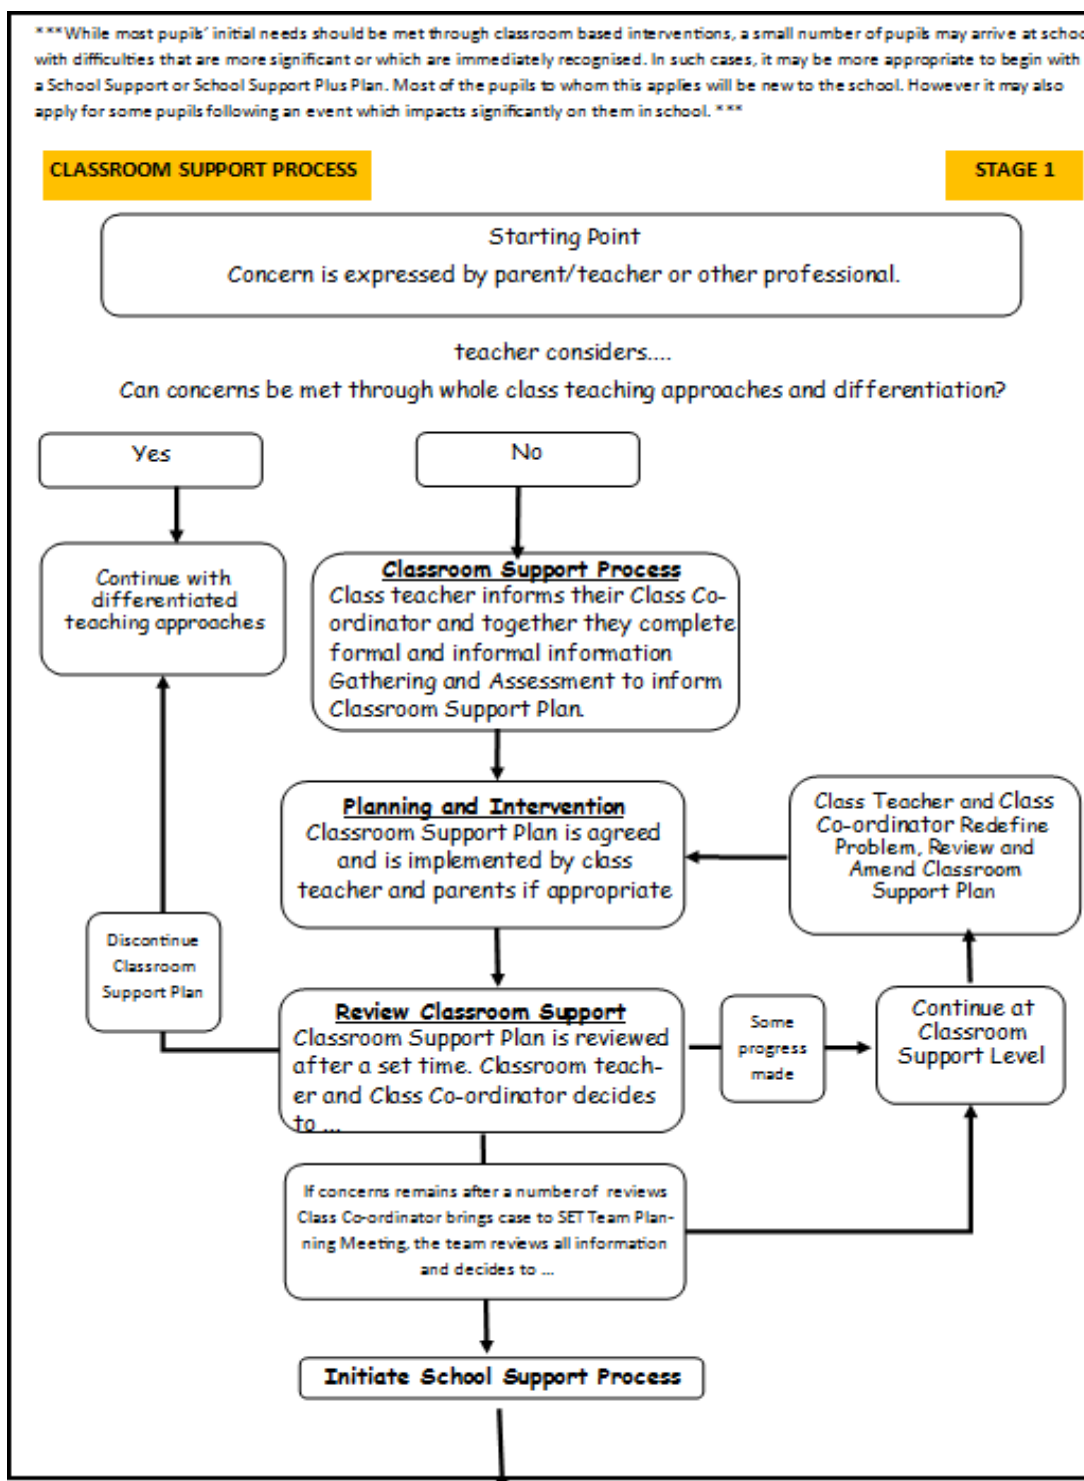 ***While most pupils' initial needs should be met through classroom based interventions, a small number of pupils may arrive at schoo
with difficulties that are more significant or which are immediately recognised. In such cases, it may be more appropriate to begin with
a School Support or School Support Plus Plan. Most of the pupils to whom this applies will be new to the school. However it may also
apply for some pupils following an event which impacts significantly on them in school. ***
CLASSROOM SUPPORT PROCESS
STAGE 1
Starting Point
Concern is expressed by parent/teacher or other professional.
teacher considers....
Can concerns be met through whole class teaching approaches and differentiation?
Yes
No
Continue with
differentiated
teaching approaches
Classroom Support Process
Class teacher informs their Class Co-
ordinator and together they complete
formal and informal information
Gathering and Assessment to inform
Classroom Support Plan.
Planning and Intervention
Classroom Support Plan is agreed
and is implemented by class
teacher and parents if appropriate
Class Teacher and Class
Co-ordinator Redefine
Problem, Review and
Amend Classroom
Support Plan
Discontinue
Classroom
Support Plan
Review Classroom Support
Classroom Support Plan is reviewed
after a set time. Classroom teach-
er and Class Co-ordinator decides
to ...
Some
progress
made
Continue at
Classroom
Support Level
If concerns remains after a number of reviews
Class Co-ordinator brings case to SET Team Plan-
ning Meeting, the team reviews all information
and decides to ...
Initiate School Support Process